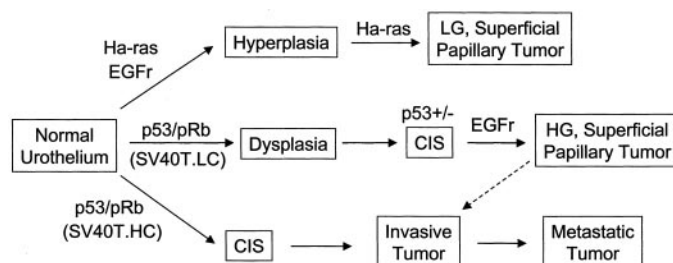 Ha-ras
EGFr
Hyperplasia
Ha-ras
LG, Superficial
Papillary Tumor
Normal
Urothelium
p53/pRb
(SV40T.LC)
Dysplasia
p53+/-
CIS
EGFr
HG, Superficial
Papillary Tumor
p53/pRb
(SV40T.HC)
CIS
Invasive
Tumor
Metastatic
Tumor